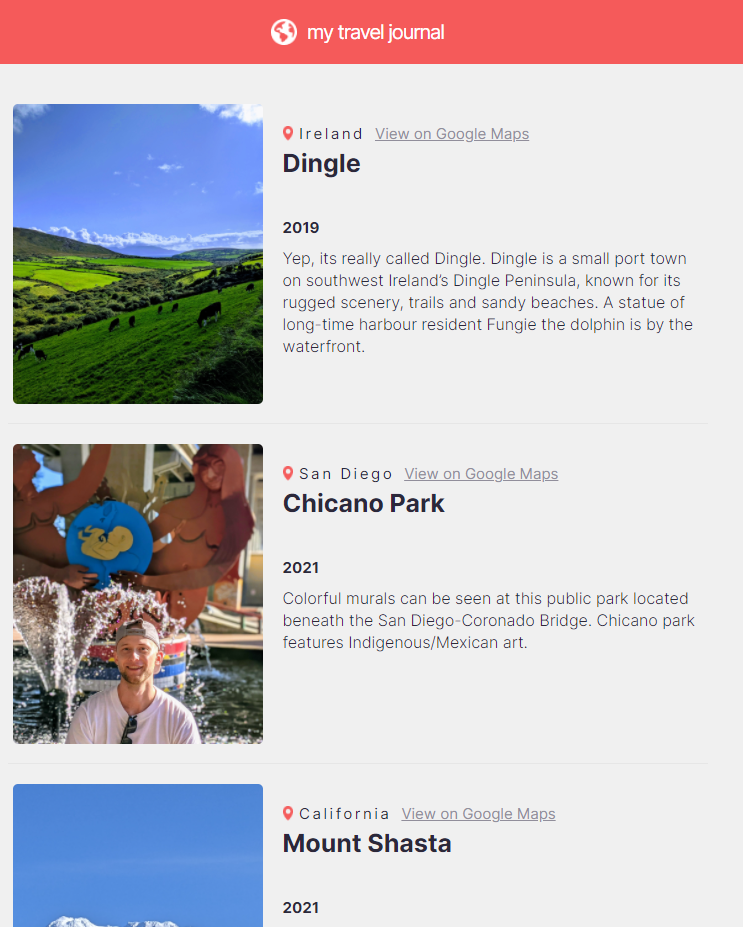 my travel journal
Ireland View on Google Maps
Dingle
2019
Yep, its really called Dingle. Dingle is a small port town
on southwest Ireland’s Dingle Peninsula, known for its
rugged scenery, trails and sandy beaches. A statue of
long-time harbour resident Fungie the dolphin is by the
waterfront.
San Diego View on Google Maps
Chicano Park
2021
Colorful murals can be seen at this public park located
beneath the San Diego-Coronado Bridge. Chicano park
features Indigenous/Mexican art.
California View on Google Maps
Mount Shasta
2021